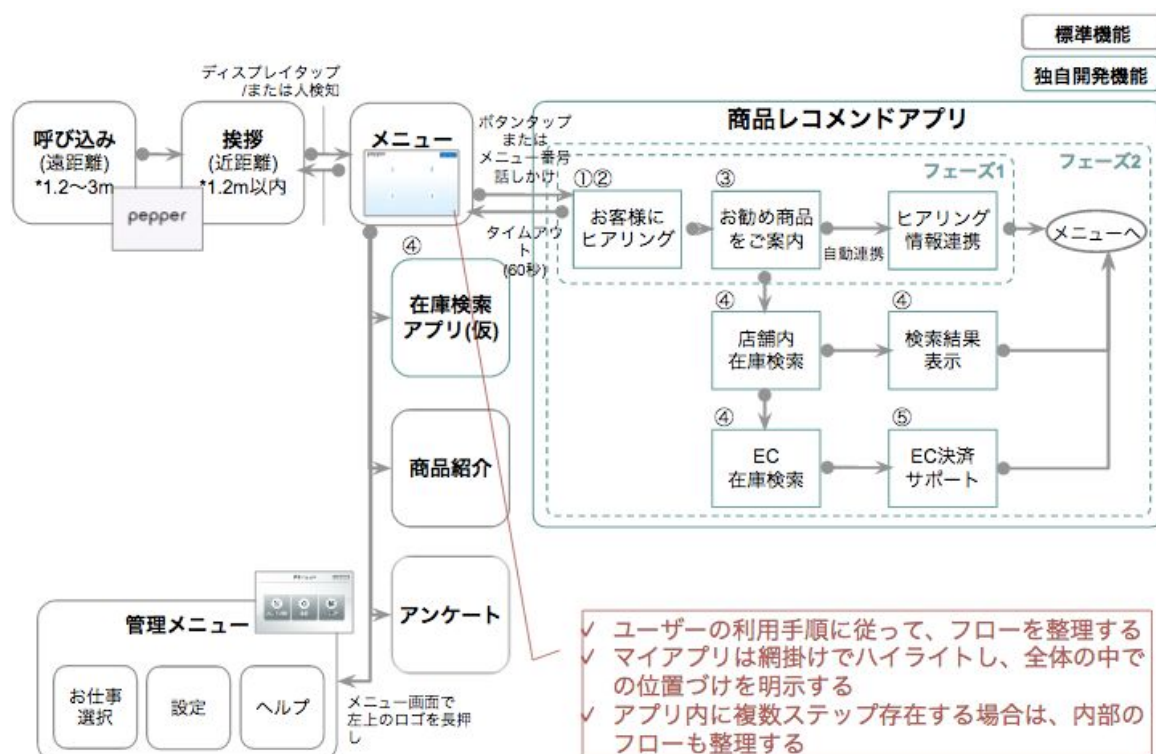 標準機能
独自開発機能
ディスプレイタップ
/または人検知
呼び込み
(遠距離)
*1.2〜3m
pepper
挨拶
(近距離)
*1.2m以内
メニュー
ボタンタップ
または
メニュー番号
話しかけ
タイムアウ
ト
(60秒)
商品レコメンドアプリ
フェーズ2
フェーズ1
①②
お客様に
ヒアリング
③
お勧め商品
をご案内
自動連携
ヒアリング
情報連携
メニューへ
④
店舗内
在庫検索
④
検索結果
表示
④
EC
在庫検索
⑤
EC決済
サポート
④
在庫検索
アプリ(仮)
商品紹介
アンケート
管理メニュー
お仕事
選択
設定
ヘルプ
メニュー画面で
左上のロゴを長押
し
✓ ユーザーの利用手順に従って、フローを整理する
✓ マイアプリは網掛けでハイライトし、全体の中で
の位置づけを明示する
✓ アプリ内に複数ステップ存在する場合は、内部の
フローも整理する